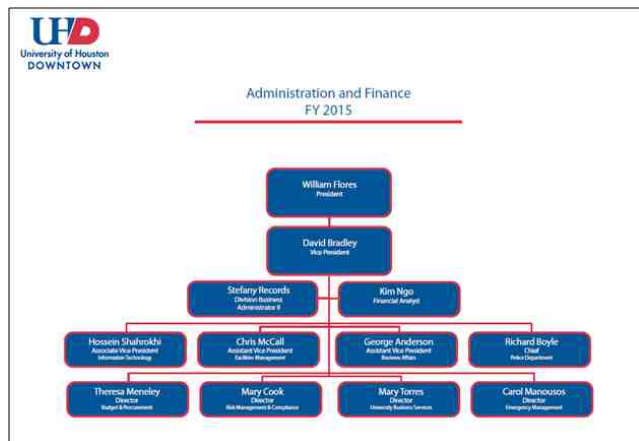 UHD
University of Houston
DOWNTOWN
Administration and Finance
FY 2015
William Flores
President
David Bradley
Vice President
Stefany Records
Division Business
Administrator II
Kim Ngo
Financial Analyst
Hossein Shahrokhi
Associate Vice President
Information Technology
Chris McCall
Assistant Vice President
Facilities Management
George Anderson
Assistant Vice President
Business Affairs
Richard Boyle
Chief
Police Department
Theresa Meneley
Director
Budget & Procurement
Mary Cook
Director
Risk Management & Compliance
Mary Torres
Director
University Business Services
Carol Manousos
Director
Emergency Management